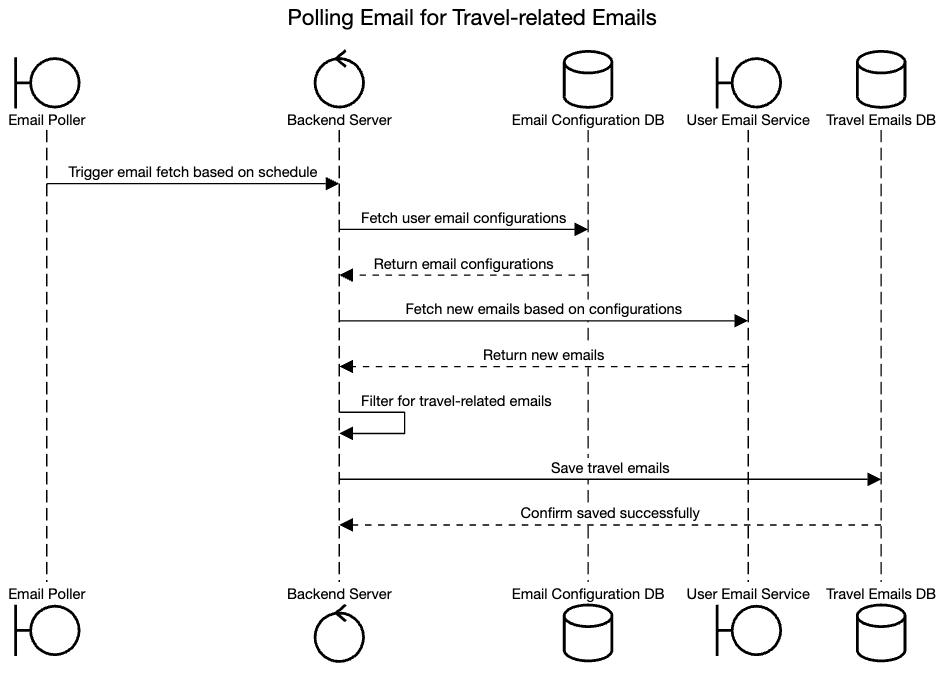 Polling Email for Travel-related Emails
Email Poller
Backend Server
Email Configuration DB
User Email Service
Travel Emails DB
Trigger email fetch based on schedule
Fetch user email configurations
Return email configurations
Fetch new emails based on configurations
Return new emails
Filter for travel-related emails
Save travel emails
Confirm saved successfully
Email Poller
Backend Server
Email Configuration DB
User Email Service
Travel Emails DB